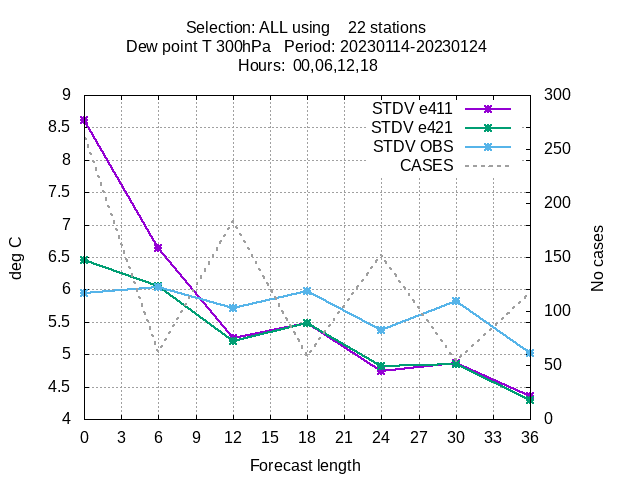 Selection: ALL using    22 stations
Dew point T 300hPa   Period: 20230114-20230124
Hours:  00,06,12,18
STDV e411
STDV e421
STDV OBS
CASES
9
8.5
8
7.5
7
6.5
6
5.5
5
4.5
4
300
250
200
150
100
50
0
deg C
No cases
0 3 6 9 12 15 18 21 24 27 30 33 36
Forecast length